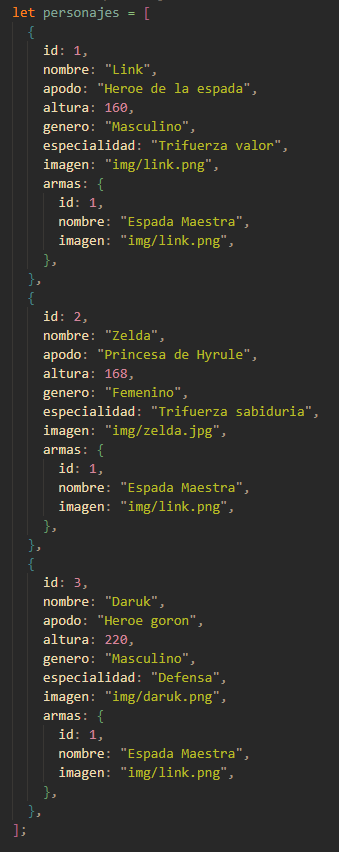 let personajes = [
  {
    id: 1,
    nombre: "Link",
    apodo: "Heroe de la espada",
    altura: 160,
    genero: "Masculino",
    especialidad: "Trifuerza valor",
    imagen: "img/link.png",
    armas: {
      id: 1,
      nombre: "Espada Maestra",
      imagen: "img/link.png",
    },
  },
  {
    id: 2,
    nombre: "Zelda",
    apodo: "Princesa de Hyrule",
    altura: 168,
    genero: "Femenino",
    especialidad: "Trifuerza sabiduria",
    imagen: "img/zelda.jpg",
    armas: {
      id: 1,
      nombre: "Espada Maestra",
      imagen: "img/link.png",
    },
  },
  {
    id: 3,
    nombre: "Daruk",
    apodo: "Heroe goron",
    altura: 220,
    genero: "Masculino",
    especialidad: "Defensa",
    imagen: "img/daruk.png",
    armas: {
      id: 1,
      nombre: "Espada Maestra",
      imagen: "img/link.png",
    },
  },
];